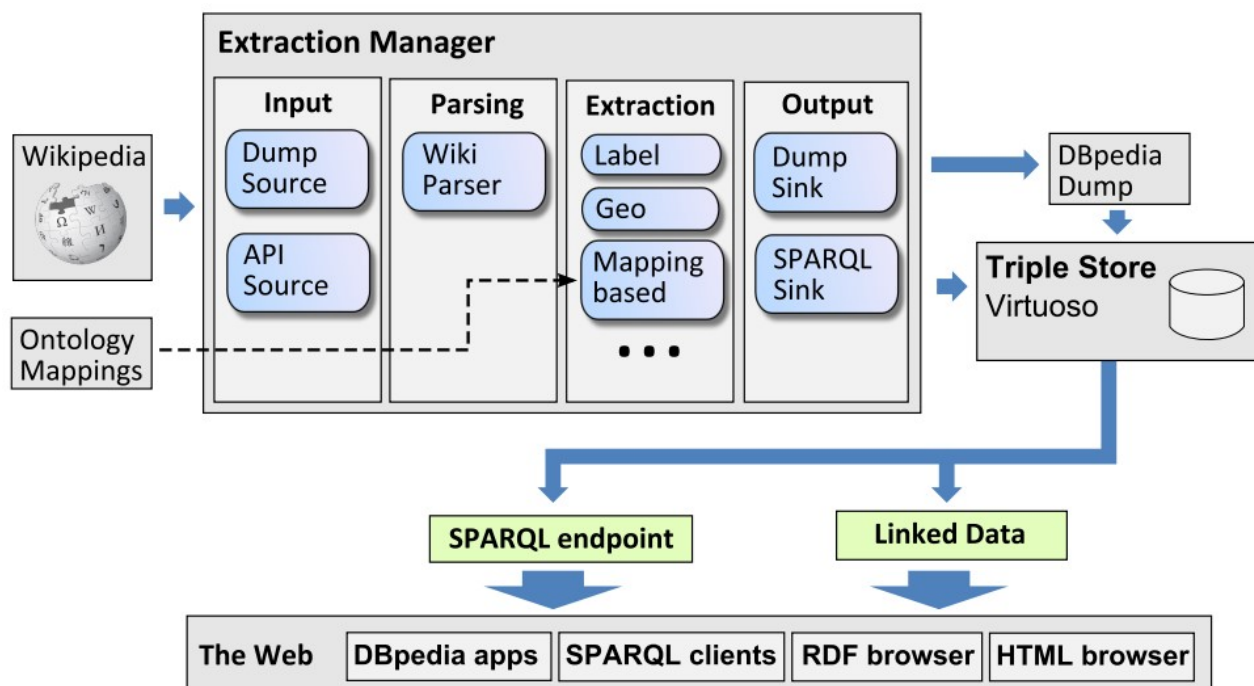 Extraction Manager
Input
Parsing
Extraction
Output
Wikipedia
Dump
Source
API
Source
Wiki
Parser
Label
Geo
Mapping
based
...
Dump
Sink
SPARQL
Sink
Ontology
Mappings
DBpedia
Dump
Triple Store
Virtuoso
SPARQL endpoint
Linked Data
The Web
DBpedia apps
SPARQL clients
RDF browser
HTML browser